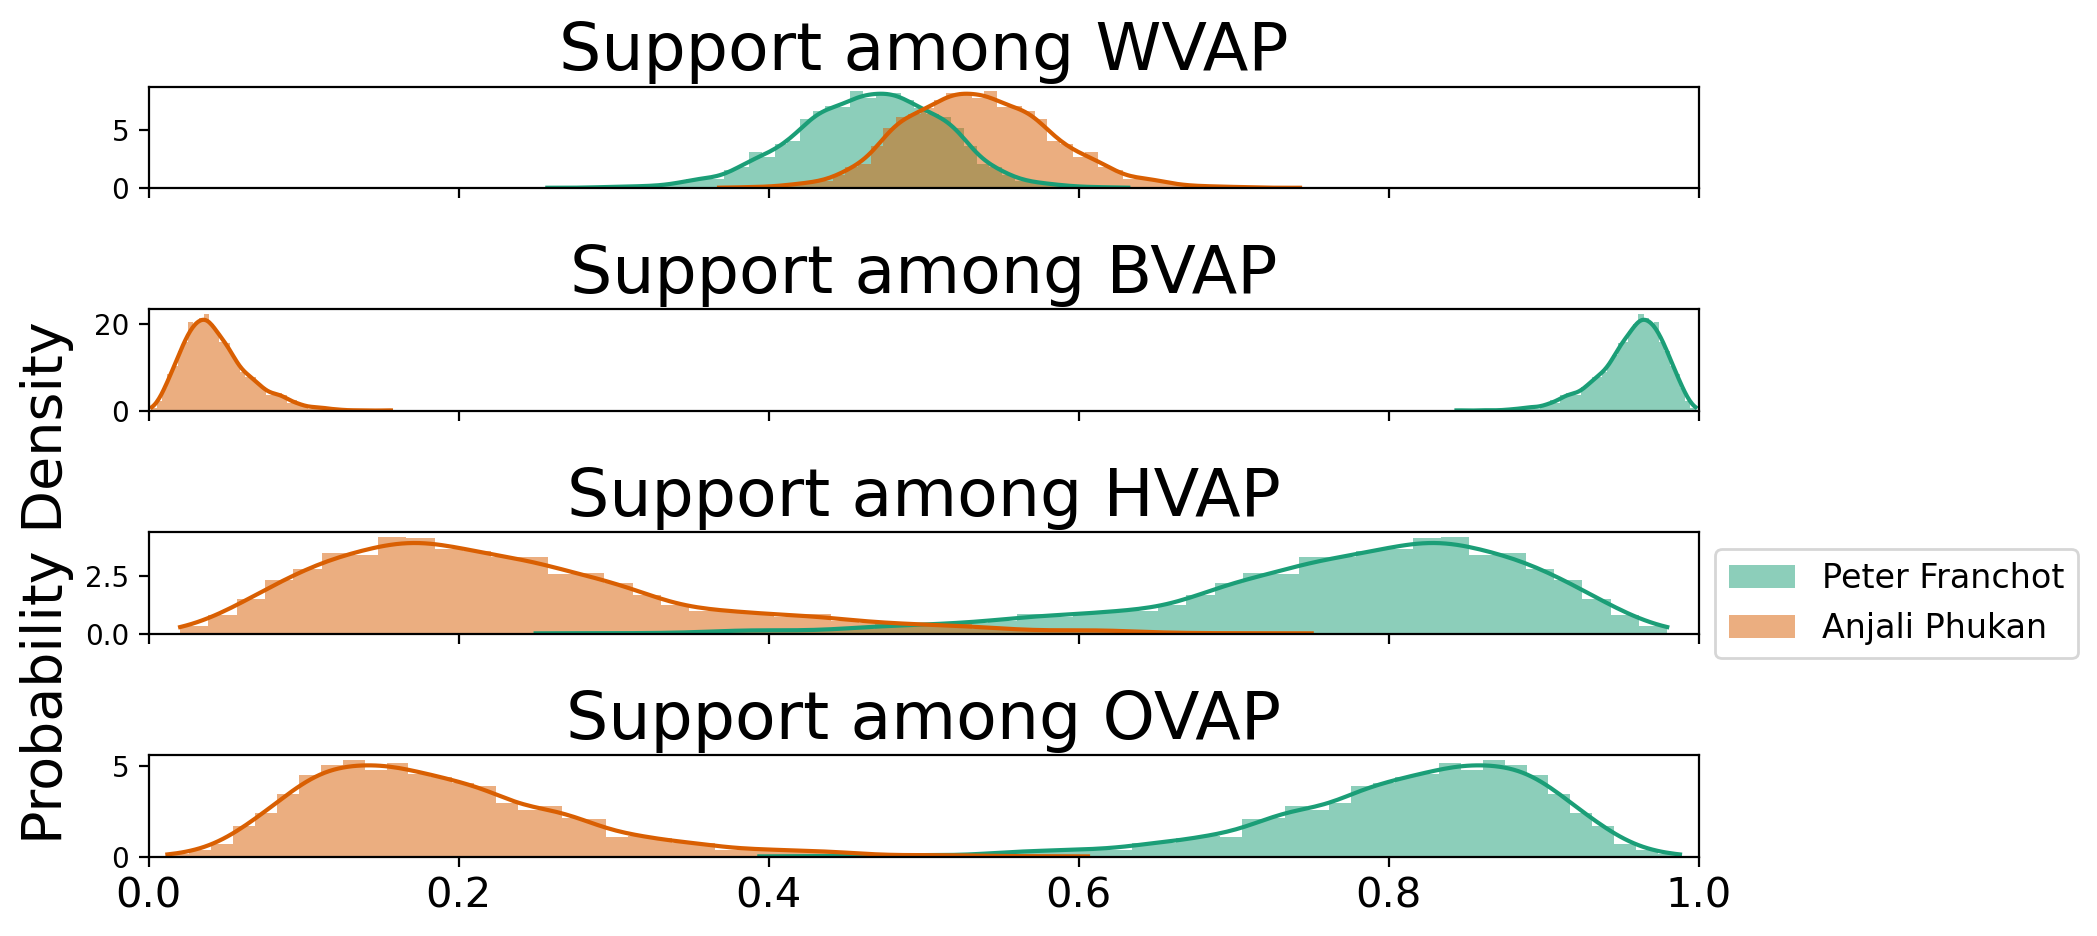 Support among WVAP
5
0
Support among BVAP
20
0
Support among HVAP
2.5
0.0
Support among OVAP
5
0
0.0 0.2 0.4 0.6 0.8 1.0
Probability Density
Peter Franchot
Anjali Phukan